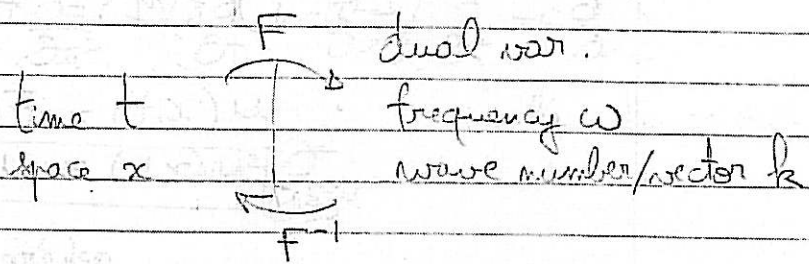 F dual var.
time t frequency ω
space x wave number/vector k
F⁻¹